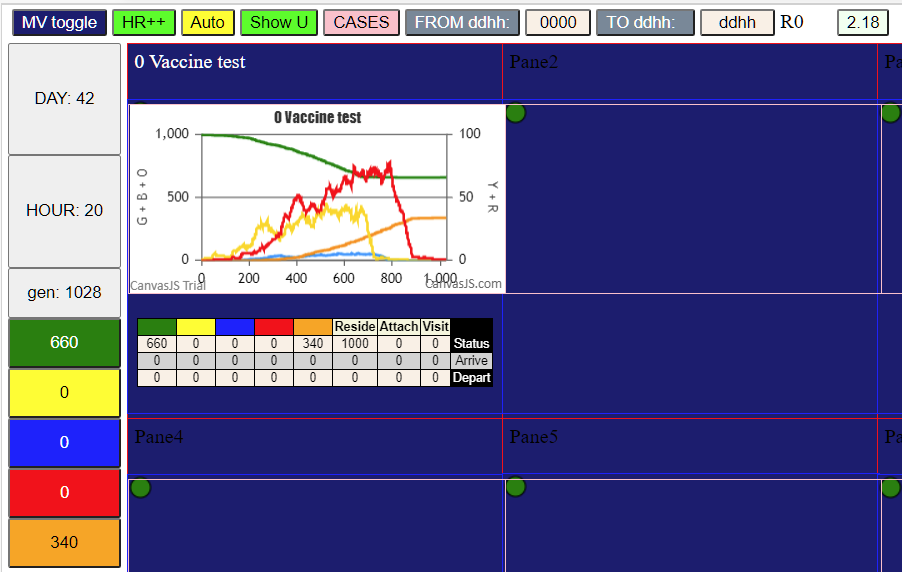 MV toggle HR++ Auto Show U CASES FROM ddhh: 0000 TO ddhh: ddhh R0 2.18
DAY: 42
HOUR: 20
gen: 1028
660
0
0
0
340
0 Vaccine test Pane2
0 Vaccine test
1,000 100
500 50
0 0
G + B + O
Y + R
0 200 400 600 800 1,000
CanvasJS Trial CanvasJS.com
Reside Attach Visit
660 0 0 0 340 1000 0 0 Status
0 0 0 0 0 0 0 0 Arrive
0 0 0 0 0 0 0 0 Depart
Pane4 Pane5